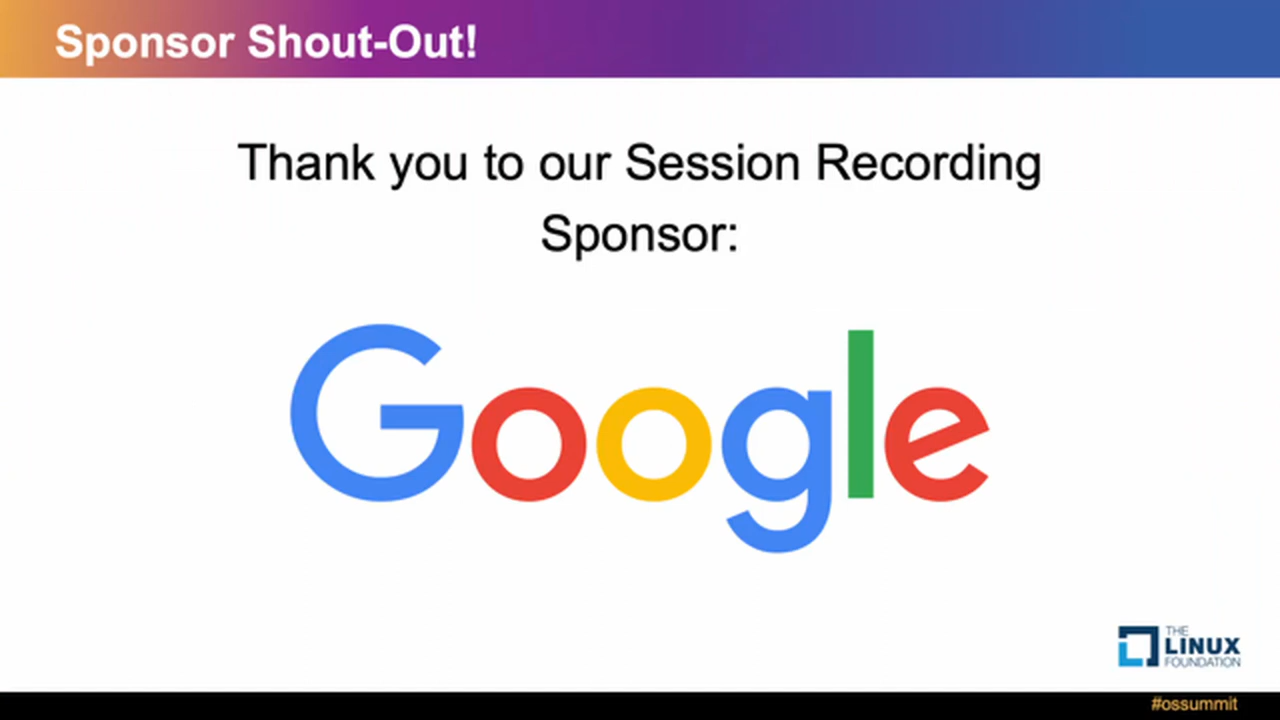 Sponsor Shout-Out!
Thank you to our Session Recording
Sponsor:
Google
THE
LINUX
FOUNDATION
#ossummit